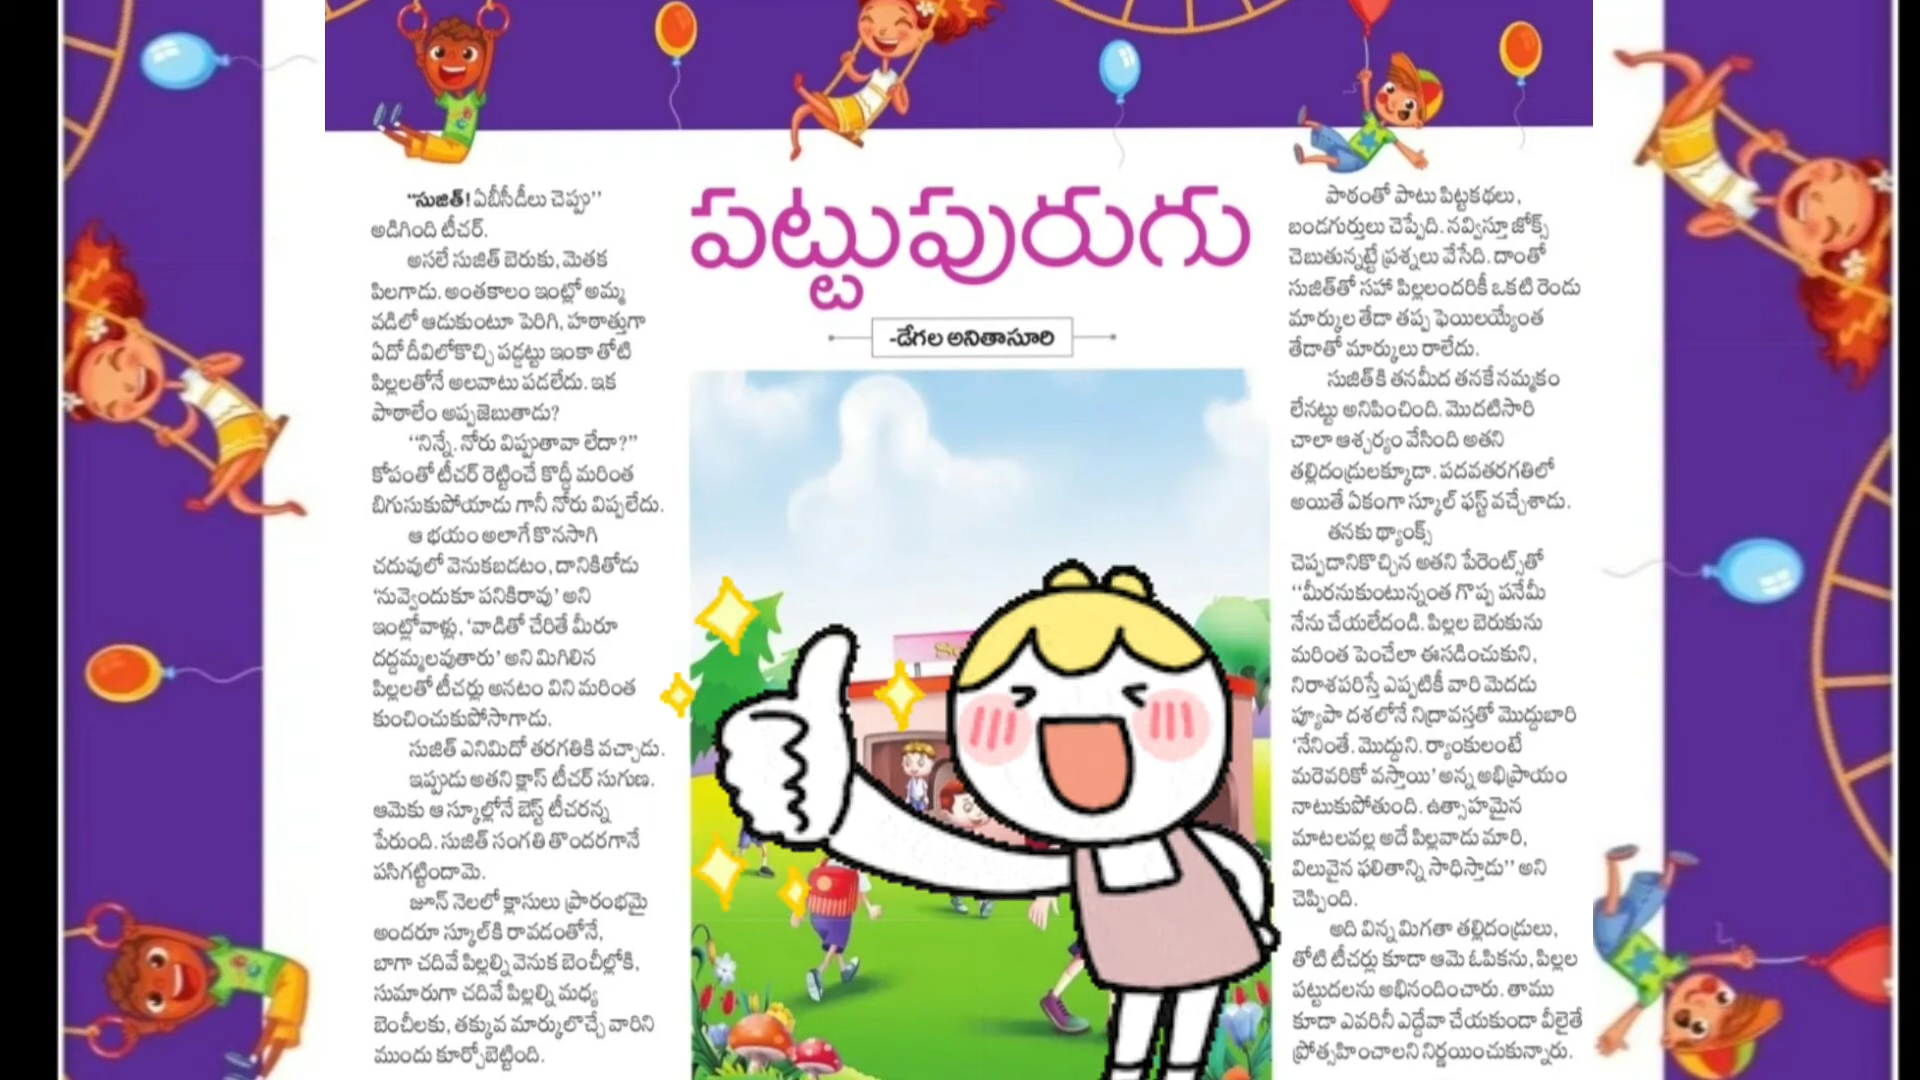 పట్టుపురుగు
-డేగల అనితాసూరి
"సుజిత్! ఏబీసీడీలు చెప్పు''
అడిగింది టీచర్.
అసలే సుజిత్ బెరుకు, మెతక
పిలగాడు. అంతకాలం ఇంట్లో అమ్మ
వడిలో ఆడుకుంటూ పెరిగి, హఠాత్తుగా
ఏదో దీవిలోకొచ్చి పడ్డట్టు ఇంకా తోటి
పిల్లలతోనే అలవాటు పడలేదు. ఇక
పాఠాలేం అప్పజెబుతాడు?
''నిన్నే. నోరు విప్పుతావా లేదా?"
కోపంతో టీచర్ రెట్టించే కొద్దీ మరింత
బిగుసుకుపోయాడు గానీ నోరు విప్పలేదు.
ఆ భయం అలాగే కొనసాగి
చదువులో వెనుకబడటం, దానికితోడు
'నువ్వెందుకూ పనికిరావు' అని
ఇంట్లోవాళ్లు, 'వాడితో చేరితే మీరూ
దద్దమ్మలవుతారు' అని మిగిలిన
పిల్లలతో టీచర్లు అనటం విని మరింత
కుంచించుకుపోసాగాడు.
సుజిత్ ఎనిమిదో తరగతికి వచ్చాడు.
ఇప్పుడు అతని క్లాస్ టీచర్ సుగుణ.
ఆమెకు ఆ స్కూల్లోనే బెస్ట్ టీచరన్న
పేరుంది. సుజిత్ సంగతి తొందరగానే
పసిగట్టిందామె.
జూన్ నెలలో క్లాసులు ప్రారంభమై
అందరూ స్కూల్‌కి రావడంతోనే,
బాగా చదివే పిల్లల్ని వెనుక బెంచీల్లోకి,
సుమారుగా చదివే పిల్లల్ని మధ్య
బెంచీలకు, తక్కువ మార్కులొచ్చే వారిని
ముందు కూర్చోబెట్టింది.
పాఠంతో పాటు పిట్టకథలు,
బండగుర్తులు చెప్పేది. నవ్విస్తూ జోక్స్
చెబుతున్నట్టే ప్రశ్నలు వేసేది. దాంతో
సుజిత్‌తో సహా పిల్లలందరికీ ఒకటి రెండు
మార్కుల తేడా తప్ప ఫెయిలయ్యేంత
తేడాతో మార్కులు రాలేదు.
సుజిత్‌కి తనమీద తనకే నమ్మకం
లేనట్టు అనిపించింది. మొదటిసారి
చాలా ఆశ్చర్యం వేసింది అతని
తల్లిదండ్రులక్కూడా. పదవతరగతిలో
అయితే ఏకంగా స్కూల్ ఫస్ట్ వచ్చేశాడు.
తనకు థ్యాంక్స్
చెప్పడానికొచ్చిన అతని పేరెంట్స్‌తో
''మీరనుకుంటున్నంత గొప్ప పనేమీ
నేను చేయలేదండి. పిల్లల బెరుకును
మరింత పెంచేలా ఈసడించుకుని,
నిరాశపరిస్తే ఎప్పటికీ వారి మెదడు
ప్యూపా దశలోనే నిద్రావస్తతో మొద్దుబారి
'నేనింతే. మొద్దుని. ర్యాంకులంటే
మరెవరికో వస్తాయి' అన్న అభిప్రాయం
నాటుకుపోతుంది. ఉత్సాహమైన
మాటలవల్ల అదే పిల్లవాడు మారి,
విలువైన ఫలితాన్ని సాధిస్తాడు'' అని
చెప్పింది.
అది విన్న మిగతా తల్లిదండ్రులు,
తోటి టీచర్లు కూడా ఆమె ఓపికను, పిల్లల
పట్టుదలను అభినందించారు. తాము
కూడా ఎవరినీ ఎద్దేవా చేయకుండా వీలైతే
ప్రోత్సహించాలని నిర్ణయించుకున్నారు.